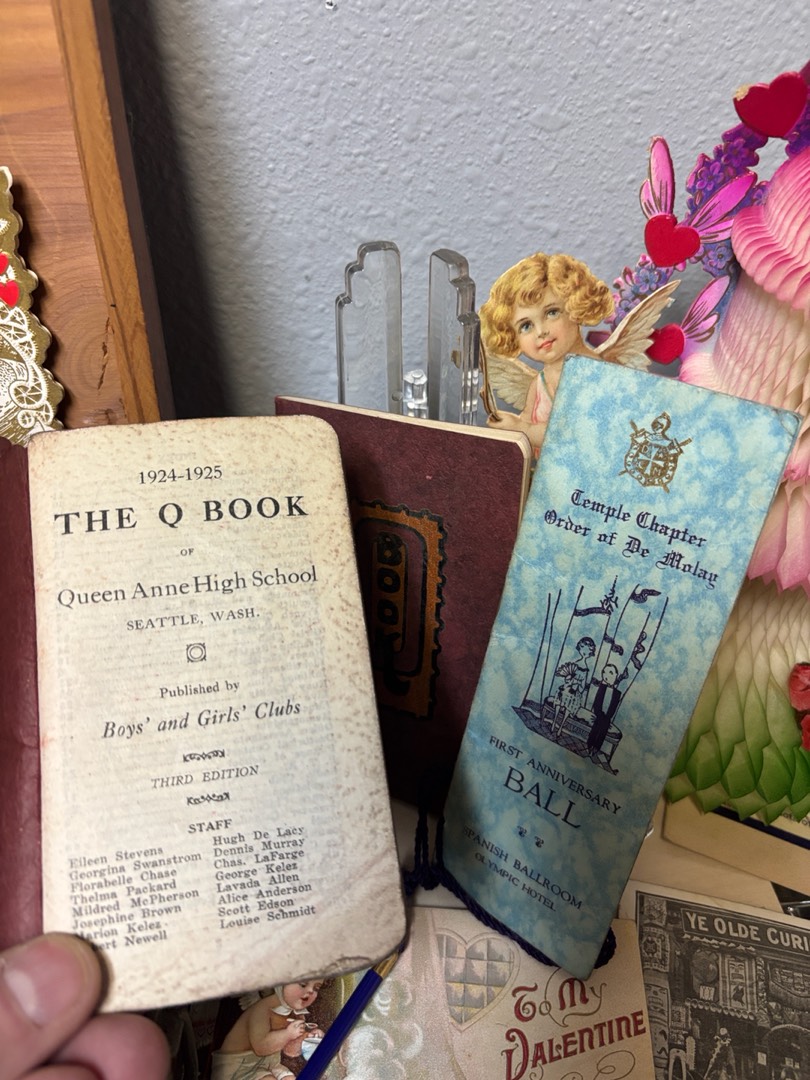 1924-1925
THE Q BOOK
OF
Queen Anne High School
SEATTLE, WASH.
Published by
Boys' and Girls' Clubs
THIRD EDITION
STAFF
Eileen Stevens
Georgina Swanstrom
Florabelle Chase
Thelma Packard
Mildred McPherson
Josephine Brown
Marion Kelez
Newell
Hugh De Lacy
Dennis Murray
Chas. LaFarge
George Kelez
Lavada Allen
Alice Anderson
Scott Edson
Louise Schmidt
Temple Chapter
Order of De Molay
FIRST ANNIVERSARY
BALL
SPANISH BALLROOM
OLYMPIC HOTEL
To My
VALENTINE
YE OLDE CURI